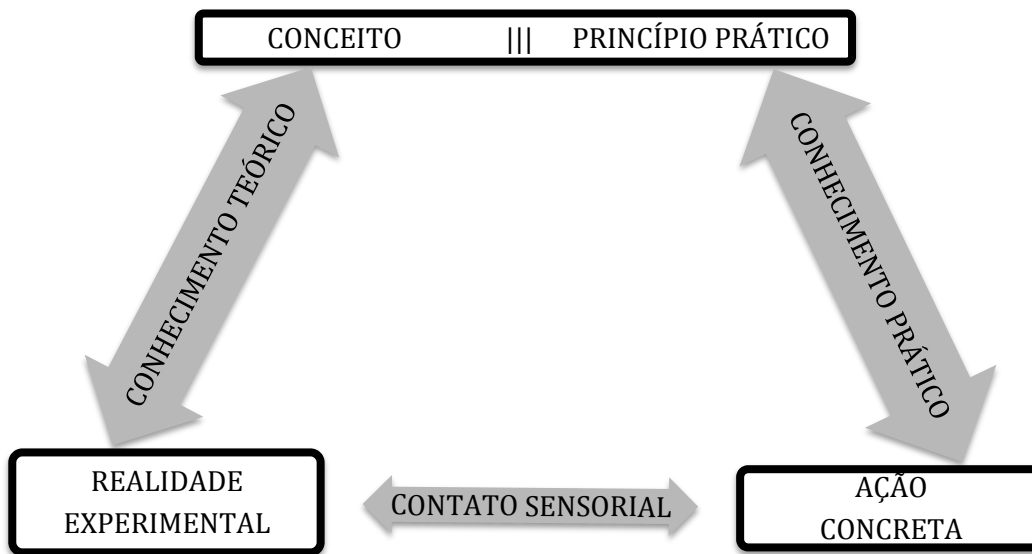 CONCEITO ||| PRINCÍPIO PRÁTICO
CONHECIMENTO TEÓRICO
CONHECIMENTO PRÁTICO
REALIDADE
EXPERIMENTAL
CONTATO SENSORIAL
AÇÃO
CONCRETA